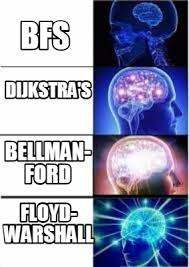 BFS
DIJKSTRA'S
BELLMAN-
FORD
FLOYD-
WARSHALL